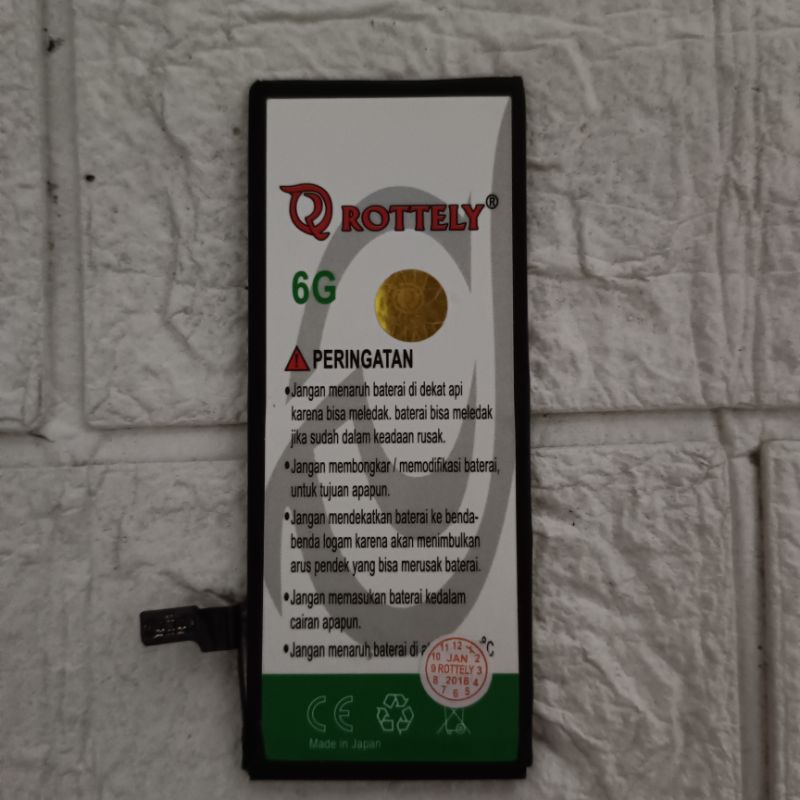 ROTTELY®
6G
PERINGATAN
•Jangan menaruh baterai di dekat api
karena bisa meledak. baterai bisa meledak
jika sudah dalam keadaan rusak.
•Jangan membongkar / memodifikasi baterai,
untuk tujuan apapun.
•Jangan mendekatkan baterai ke benda-
benda logam karena akan menimbulkan
arus pendek yang bisa merusak baterai.
•Jangan memasukan baterai kedalam
cairan apapun.
•Jangan menaruh baterai di °C
11 12 2
10 JAN
9 ROTTELY 3
8 2018 4
7 6 5
CE
Made in Japan